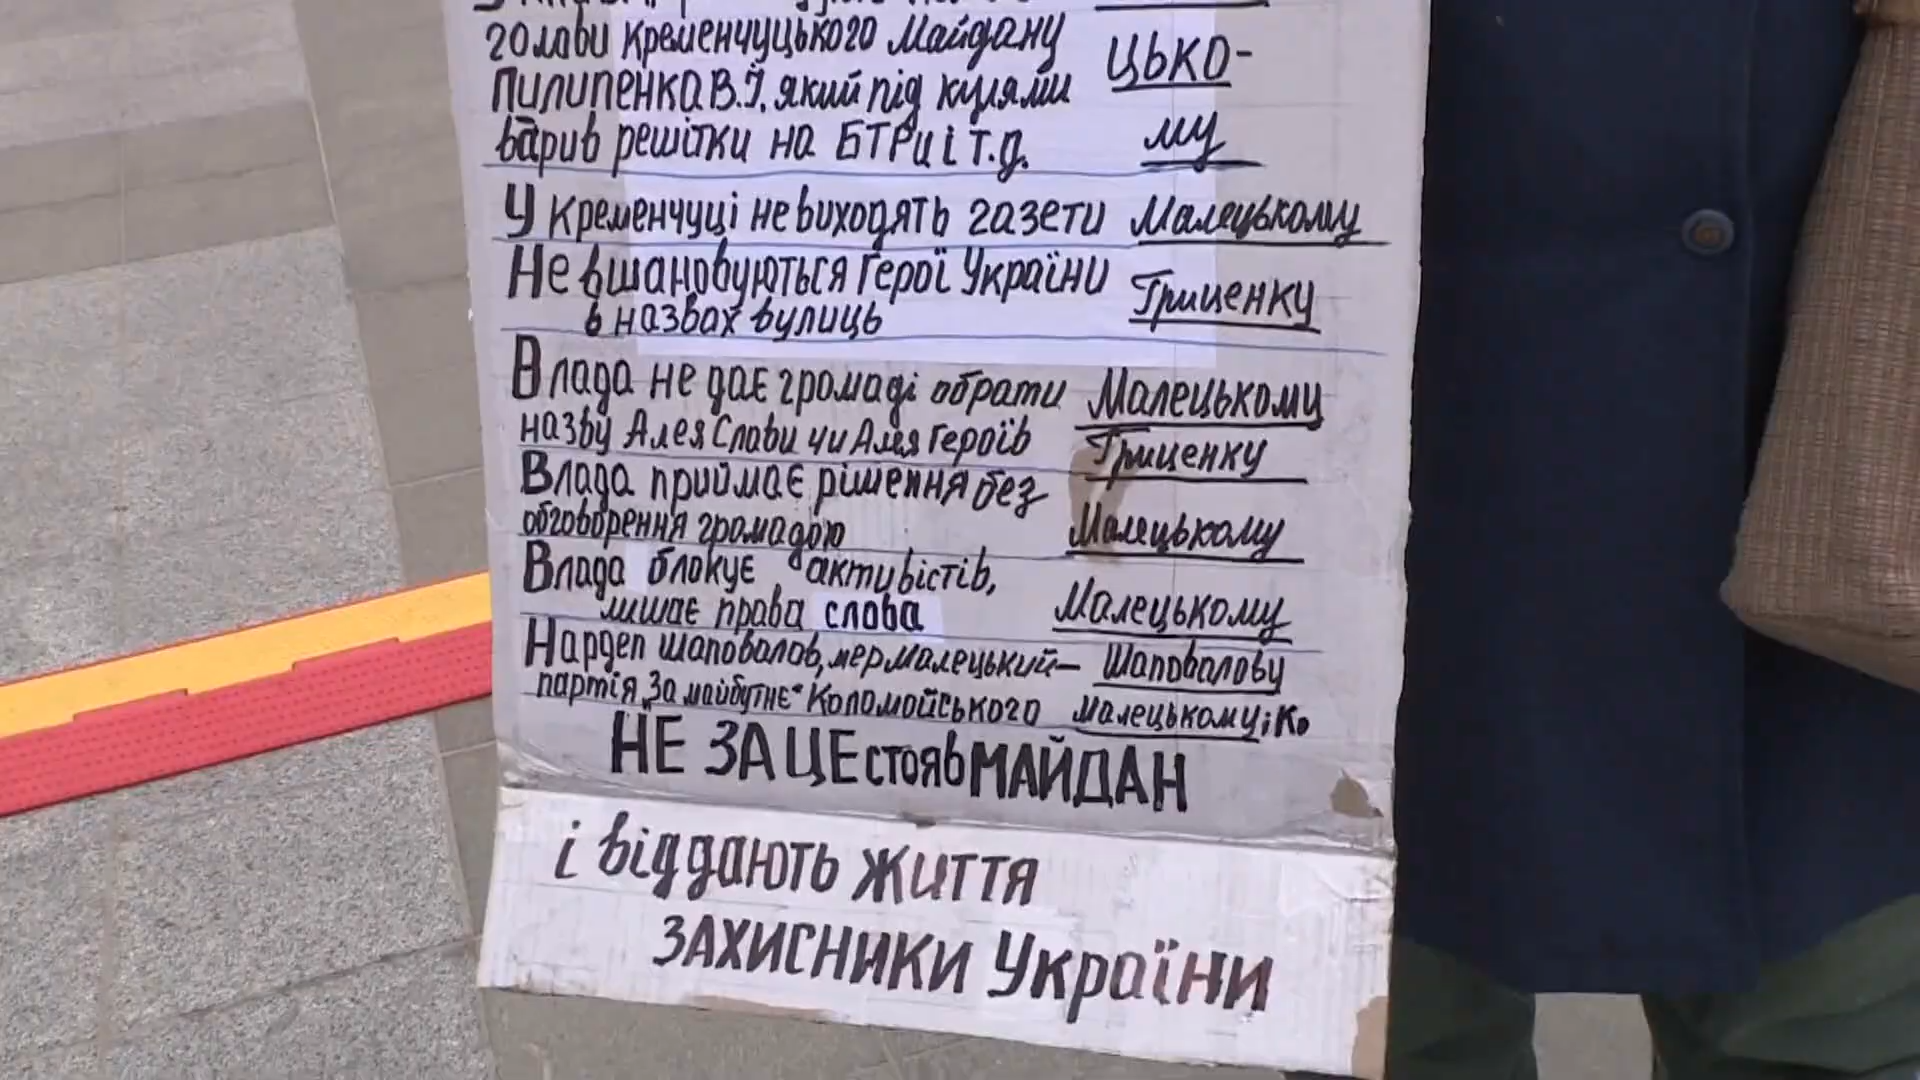 голови Кременчуцького Майдану
ЦЬКО-
Пилипенка В.І. який під кулями
варив решітки на БТРи і т.д.
му
У Кременчуці не виходять газети Малецькому
Не вшановуються Герої України
в назвах вулиць
Гриценку
Влада не дає громаді обрати Малецькому
назву Алея Слави чи Алея Героїв Гриценку
Влада приймає рішення без
обговорення громадою Малецькому
Влада блокує активістів,
лишає права слова Малецькому
Нардеп Шаповалов, мер Малецький – Шаповалову
партія „За майбутнє" Коломойського Малецькому і Ко
НЕ ЗА ЦЕ стояв МАЙДАН
і віддають життя
ЗАХИСНИКИ України